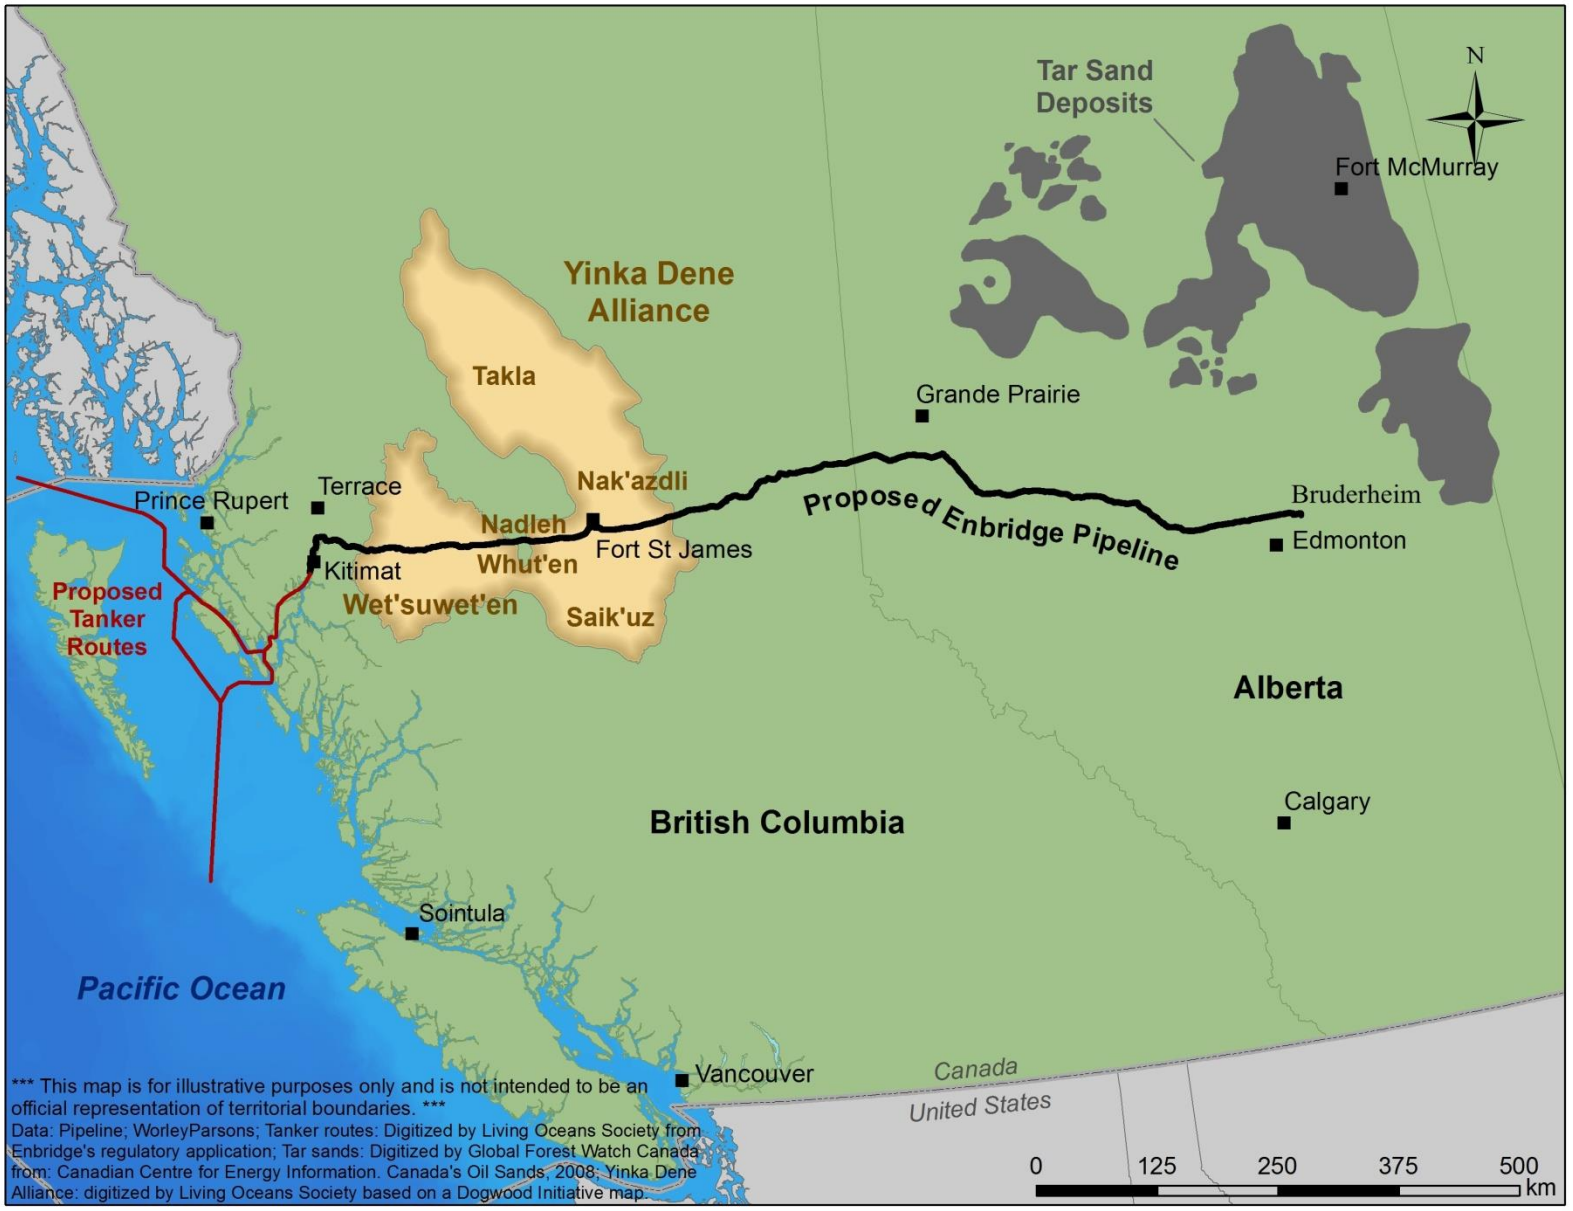 N
Tar Sand
Deposits
Fort McMurray
Yinka Dene
Alliance
Takla
Grande Prairie
Nak'azdli
Terrace
Prince Rupert
Bruderheim
Proposed Enbridge Pipeline
Nadleh
Whut'en
Fort St James
Edmonton
Kitimat
Wet'suwet'en
Saik'uz
Proposed
Tanker
Routes
Alberta
British Columbia
Calgary
Sointula
Pacific Ocean
Vancouver
Canada
United States
*** This map is for illustrative purposes only and is not intended to be an
official representation of territorial boundaries. ***
Data: Pipeline; WorleyParsons; Tanker routes: Digitized by Living Oceans Society from
Enbridge's regulatory application; Tar sands: Digitized by Global Forest Watch Canada
from: Canadian Centre for Energy Information. Canada's Oil Sands, 2008; Yinka Dene
Alliance: digitized by Living Oceans Society based on a Dogwood Initiative map.
0 125 250 375 500
km